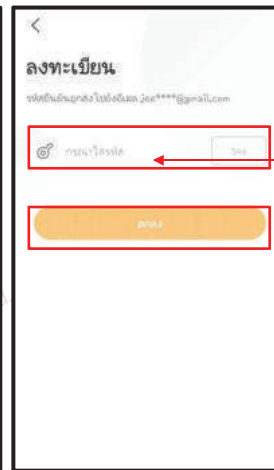 ลงทะเบียน
รหัสยืนยันถูกส่งไปยังอีเมล jee****@gmail.com
กรุณาใส่รหัส
54s
ตกลง